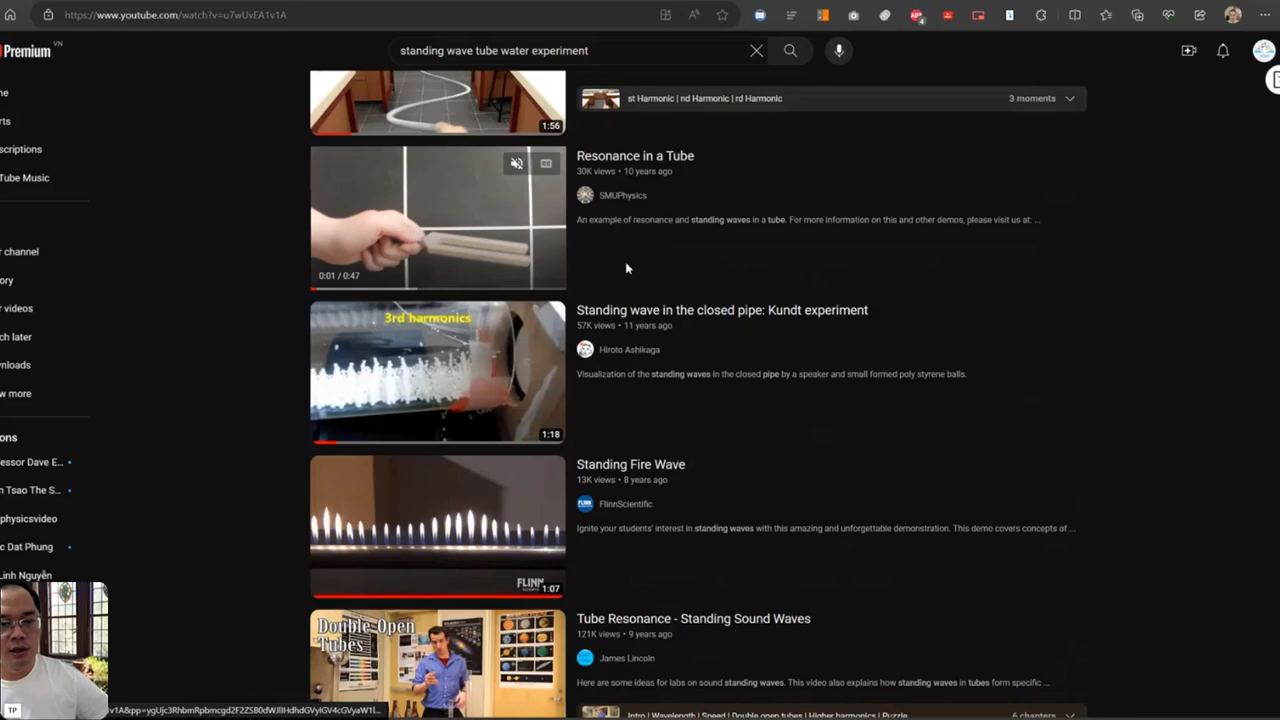 https://www.youtube.com/watch?v=u7wUvEA1v1A
4
Premium VN
standing wave tube water experiment
me
1:56
st Harmonic | nd Harmonic | rd Harmonic
3 moments
rts
scriptions
Tube Music
r channel
ory
r videos
ch later
nloads
w more
ons
fessor Dave E...
n Tsao The S...
physicsvideo
c Dat Phung
Linh Nguyễn
0:01 / 0:47
Resonance in a Tube
30K views • 10 years ago
SMUPhysics
An example of resonance and standing waves in a tube. For more information on this and other demos, please visit us at: ...
3rd harmonics
1:18
Standing wave in the closed pipe: Kundt experiment
57K views • 11 years ago
Hiroto Ashikaga
Visualization of the standing waves in the closed pipe by a speaker and small formed poly styrene balls.
FLINN
1:07
Standing Fire Wave
13K views • 8 years ago
FlinnScientific
Ignite your students' interest in standing waves with this amazing and unforgettable demonstration. This demo covers concepts of ...
Double Open
Tubes
Tube Resonance - Standing Sound Waves
121K views • 9 years ago
James Lincoln
Here are some ideas for labs on sound standing waves. This video also explains how standing waves in tubes form specific ...
Intro | Wavelength | Speed | Double open tubes | Higher harmonics | Puzzle
6 chapters
TP